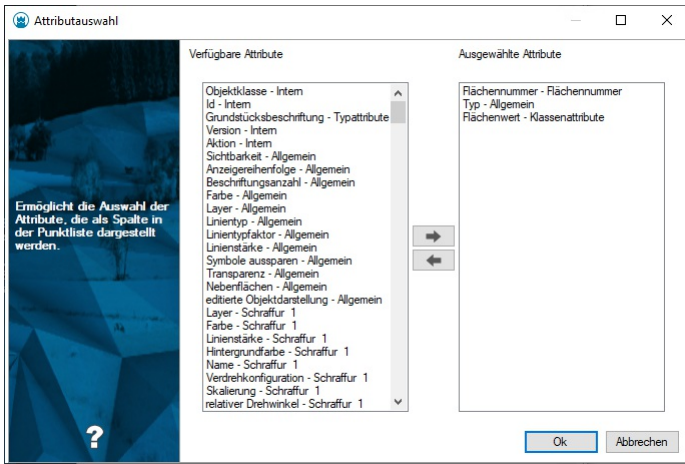 Attributauswahl
Verfügbare Attribute
Ausgewählte Attribute
Objektklasse - Intern
Id - Intern
Grundstücksbeschriftung - Typattribute
Version - Intern
Aktion - Intern
Sichtbarkeit - Allgemein
Anzeigereihenfolge - Allgemein
Beschriftungsanzahl - Allgemein
Farbe - Allgemein
Layer - Allgemein
Linientyp - Allgemein
Linientypfaktor - Allgemein
Linienstärke - Allgemein
Symbole aussparen - Allgemein
Transparenz - Allgemein
Nebenflächen - Allgemein
editierte Objektdarstellung - Allgemein
Layer - Schraffur 1
Farbe - Schraffur 1
Linienstärke - Schraffur 1
Hintergrundfarbe - Schraffur 1
Name - Schraffur 1
Verdrehkonfiguration - Schraffur 1
Skalierung - Schraffur 1
relativer Drehwinkel - Schraffur 1
Flächennummer - Flächennummer
Typ - Allgemein
Flächenwert - Klassenattribute
Ermöglicht die Auswahl der
Attribute, die als Spalte in
der Punktliste dargestellt
werden.
?
Ok
Abbrechen